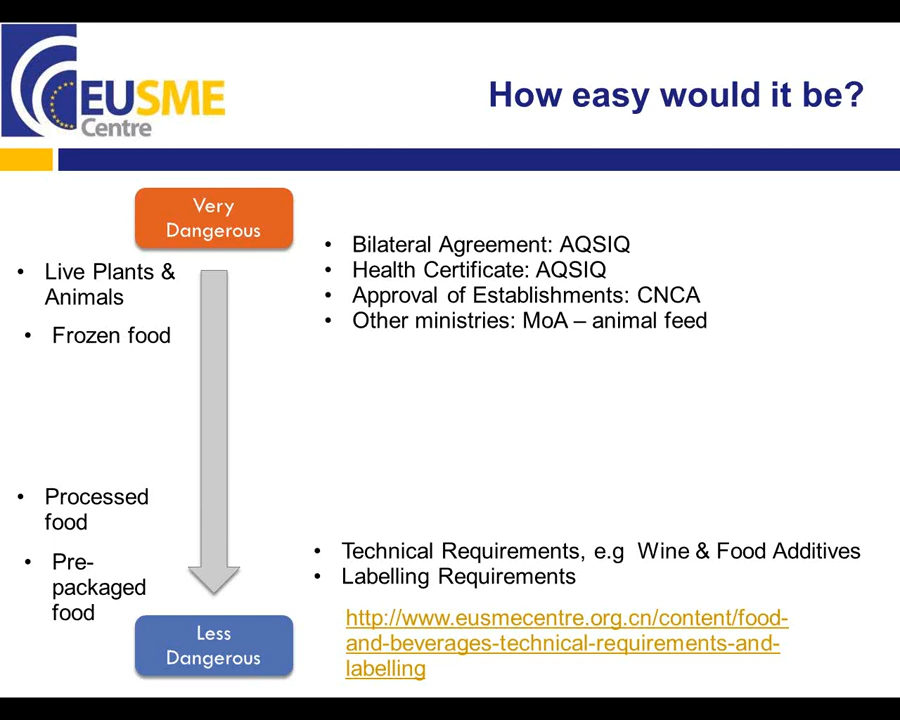 EUSME
Centre
How easy would it be?
Very
Dangerous
• Live Plants &
Animals
• Frozen food
• Bilateral Agreement: AQSIQ
• Health Certificate: AQSIQ
• Approval of Establishments: CNCA
• Other ministries: MoA – animal feed
• Processed
food
• Pre-
packaged
food
• Technical Requirements, e.g  Wine & Food Additives
• Labelling Requirements
http://www.eusmecentre.org.cn/content/food-
and-beverages-technical-requirements-and-
labelling
Less
Dangerous